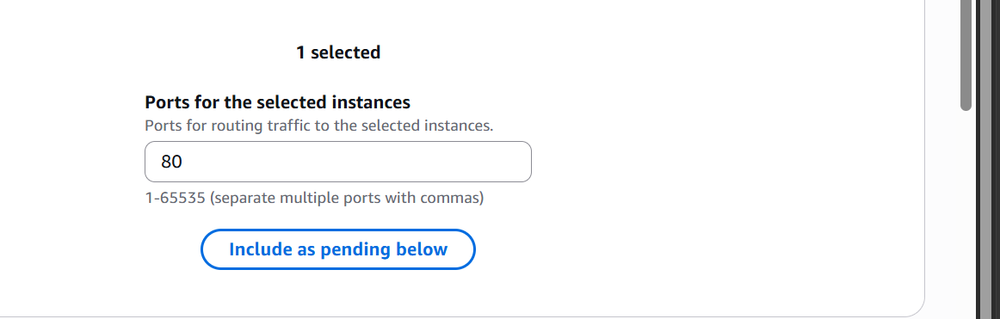 1 selected
Ports for the selected instances
Ports for routing traffic to the selected instances.
80
1-65535 (separate multiple ports with commas)
Include as pending below